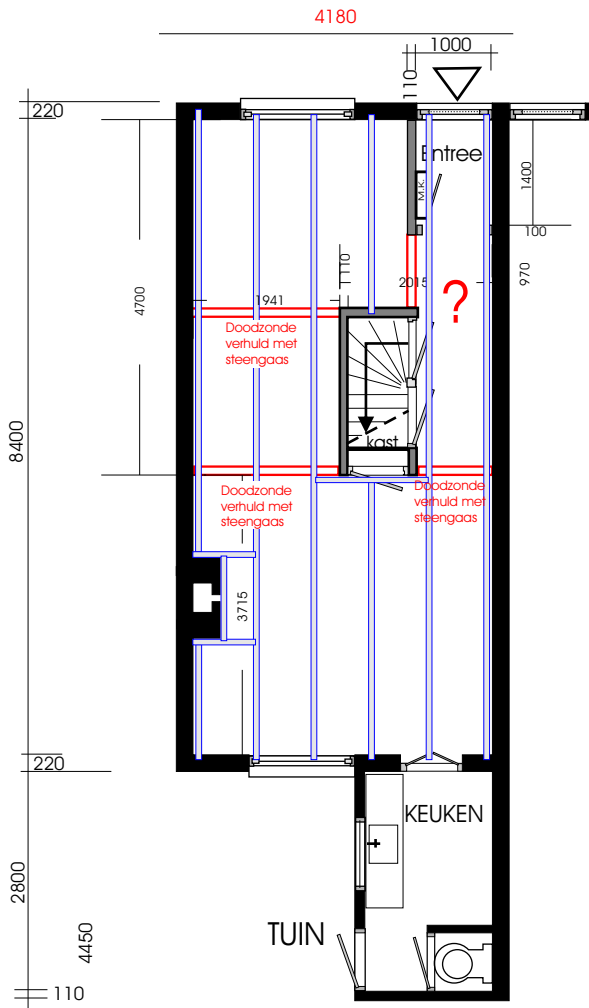 4180
1000
110
220
Entree
M.K.
1400
100
4700
1110
2015
970
?
1941
Doodzonde
verhuld met
steengaas
8400
kast
Doodzonde
verhuld met
steengaas
Doodzonde
verhuld met
steengaas
3715
220
KEUKEN
2800
4450
TUIN
110